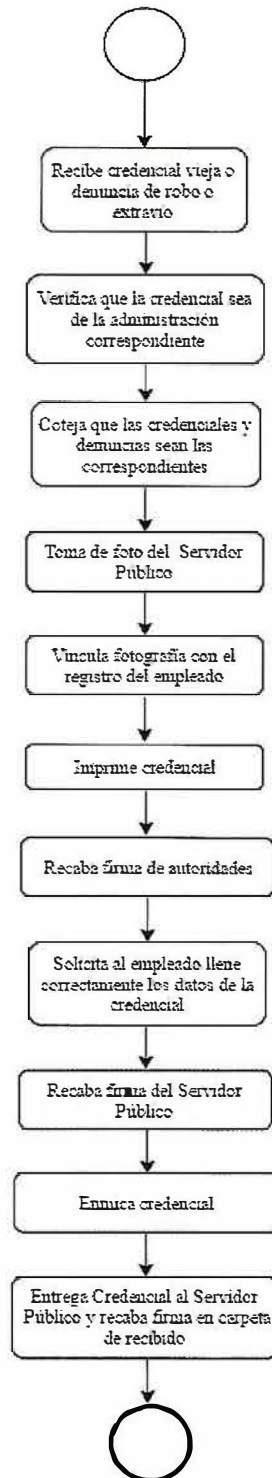 Recibe credencial vieja o
denuncia de robo o
extravio
Verifica que la credencial sea
de la administración
correspondiente
Coteja que las credenciales y
denuncias sean las
correspondientes
Toma de foto del Servidor
Público
Vincula fotografía con el
registro del empleado
Imprime credencial
Recaba firma de autoridades
Solicita al empleado llene
correctamente los datos de la
credencial
Recaba firma del Servidor
Público
Enmica credencial
Entrega Credencial al Servidor
Público y recaba firma en carpeta
de recibido